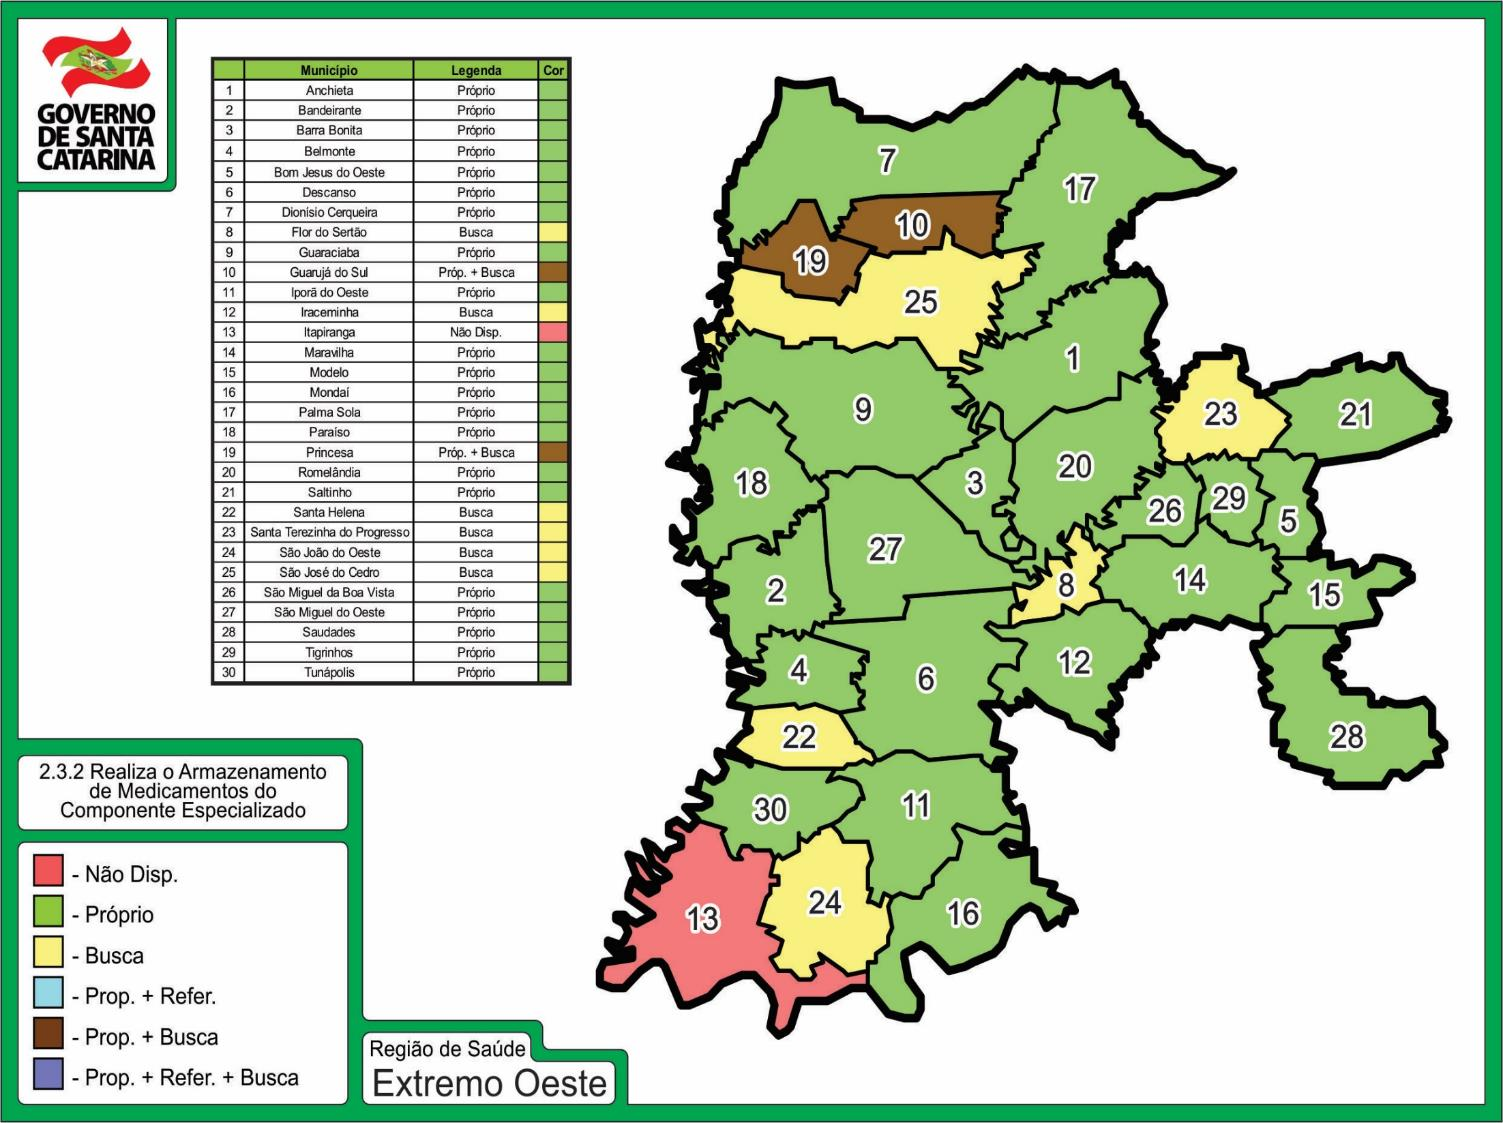 GOVERNO
DE SANTA
CATARINA
Município Legenda Cor
1 Anchieta Próprio
2 Bandeirante Próprio
3 Barra Bonita Próprio
4 Belmonte Próprio
5 Bom Jesus do Oeste Próprio
6 Descanso Próprio
7 Dionísio Cerqueira Próprio
8 Flor do Sertão Busca
9 Guaraciaba Próprio
10 Guarujá do Sul Próp. + Busca
11 Iporã do Oeste Próprio
12 Iraceminha Busca
13 Itapiranga Não Disp.
14 Maravilha Próprio
15 Modelo Próprio
16 Mondaí Próprio
17 Palma Sola Próprio
18 Paraíso Próprio
19 Princesa Próp. + Busca
20 Romelândia Próprio
21 Saltinho Próprio
22 Santa Helena Busca
23 Santa Terezinha do Progresso Busca
24 São João do Oeste Busca
25 São José do Cedro Busca
26 São Miguel da Boa Vista Próprio
27 São Miguel do Oeste Próprio
28 Saudades Próprio
29 Tigrinhos Próprio
30 Tunápolis Próprio
7
17
10
19
25
1
9
23
21
18
3
20
26
29
5
27
2
8
14
15
4
6
12
22
28
30
11
13
24
16
2.3.2 Realiza o Armazenamento
de Medicamentos do
Componente Especializado
- Não Disp.
- Próprio
- Busca
- Prop. + Refer.
- Prop. + Busca
- Prop. + Refer. + Busca
Região de Saúde
Extremo Oeste